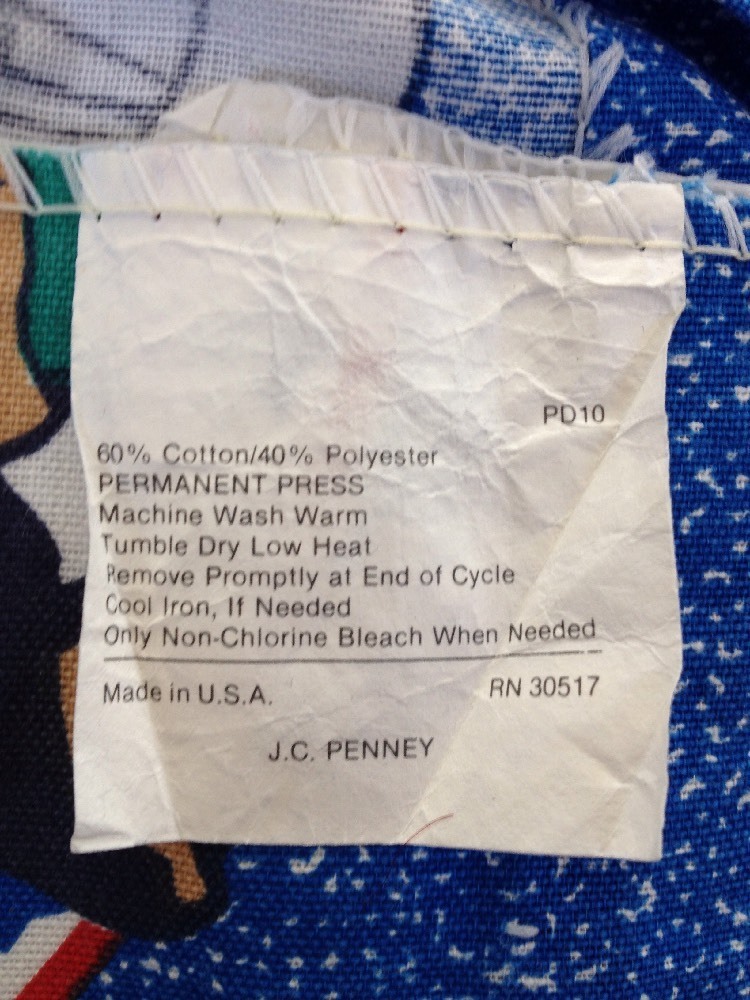 PD10
60% Cotton/40% Polyester
PERMANENT PRESS
Machine Wash Warm
Tumble Dry Low Heat
Remove Promptly at End of Cycle
Cool Iron, If Needed
Only Non-Chlorine Bleach When Needed
Made in U.S.A. RN 30517
J.C. PENNEY